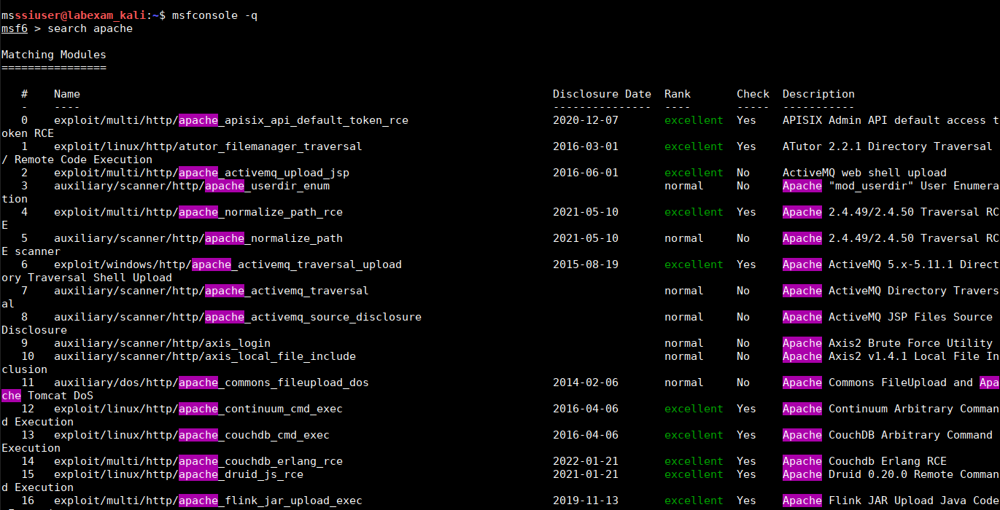 msssiuser@labexam_kali:~$ msfconsole -q
msf6 > search apache
Matching Modules
================
# Name Disclosure Date Rank Check Description
- ---- --------------- ---- ----- -----------
0 exploit/multi/http/apache_apisix_api_default_token_rce 2020-12-07 excellent Yes APISIX Admin API default access t
oken RCE
1 exploit/linux/http/atutor_filemanager_traversal 2016-03-01 excellent Yes ATutor 2.2.1 Directory Traversal
/ Remote Code Execution
2 exploit/multi/http/apache_activemq_upload_jsp 2016-06-01 excellent No ActiveMQ web shell upload
3 auxiliary/scanner/http/apache_userdir_enum normal No Apache "mod_userdir" User Enumera
tion
4 exploit/multi/http/apache_normalize_path_rce 2021-05-10 excellent Yes Apache 2.4.49/2.4.50 Traversal RC
E
5 auxiliary/scanner/http/apache_normalize_path 2021-05-10 normal No Apache 2.4.49/2.4.50 Traversal RC
E scanner
6 exploit/windows/http/apache_activemq_traversal_upload 2015-08-19 excellent Yes Apache ActiveMQ 5.x-5.11.1 Direct
ory Traversal Shell Upload
7 auxiliary/scanner/http/apache_activemq_traversal normal No Apache ActiveMQ Directory Travers
al
8 auxiliary/scanner/http/apache_activemq_source_disclosure normal No Apache ActiveMQ JSP Files Source
Disclosure
9 auxiliary/scanner/http/axis_login normal No Apache Axis2 Brute Force Utility
10 auxiliary/scanner/http/axis_local_file_include normal No Apache Axis2 v1.4.1 Local File In
clusion
11 auxiliary/dos/http/apache_commons_fileupload_dos 2014-02-06 normal No Apache Commons FileUpload and Apa
che Tomcat DoS
12 exploit/linux/http/apache_continuum_cmd_exec 2016-04-06 excellent Yes Apache Continuum Arbitrary Comman
d Execution
13 exploit/linux/http/apache_couchdb_cmd_exec 2016-04-06 excellent Yes Apache CouchDB Arbitrary Command
Execution
14 exploit/multi/http/apache_couchdb_erlang_rce 2022-01-21 excellent Yes Apache Couchdb Erlang RCE
15 exploit/linux/http/apache_druid_js_rce 2021-01-21 excellent Yes Apache Druid 0.20.0 Remote Comman
d Execution
16 exploit/multi/http/apache_flink_jar_upload_exec 2019-11-13 excellent Yes Apache Flink JAR Upload Java Code